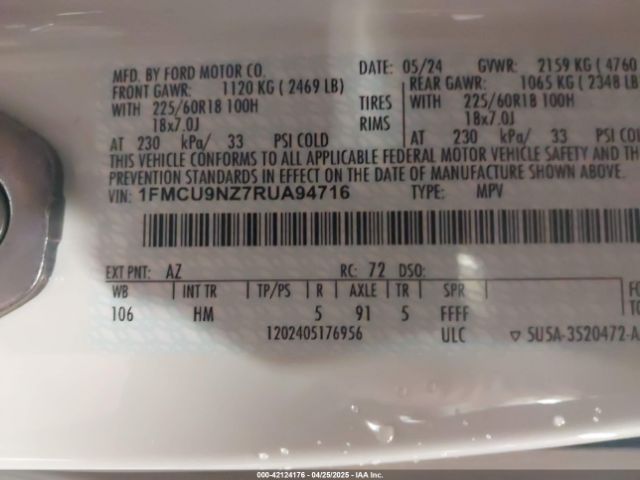 MFD. BY FORD MOTOR CO. DATE: 05/24 GVWR: 2159 KG ( 4760
FRONT GAWR: 1120 KG ( 2469 LB) REAR GAWR: 1065 KG ( 2348 LB
WITH 225/60R18 100H TIRES WITH 225/60R18 100H
18x7.0J RIMS 18x7.0J
AT 230 kPa/ 33 PSI COLD AT 230 kPa/ 33 PSI COLD
THIS VEHICLE CONFORMS TO ALL APPLICABLE FEDERAL MOTOR VEHICLE SAFETY AND THE
PREVENTION STANDARDS IN EFFECT ON THE DATE OF MANUFACTURE SHOWN ABOVE.
VIN: 1FMCU9NZ7RUA94716 TYPE: MPV
EXT PNT: AZ RC: 72 DSO:
WB INT TR TP/PS R AXLE TR SPR
106 HM 5 91 5 FFFF
1202405176956 ULC ▽ 5U5A-3520472-A
000-42124176 - 04/25/2025 - IAAI.com